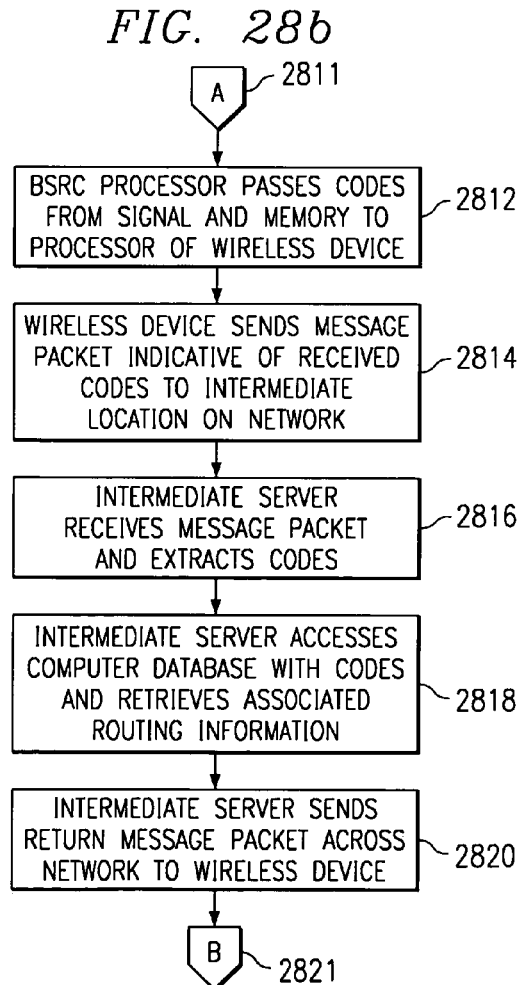 FIG. 28b
A
2811
BSRC PROCESSOR PASSES CODES
FROM SIGNAL AND MEMORY TO
PROCESSOR OF WIRELESS DEVICE
2812
WIRELESS DEVICE SENDS MESSAGE
PACKET INDICATIVE OF RECEIVED
CODES TO INTERMEDIATE
LOCATION ON NETWORK
2814
INTERMEDIATE SERVER
RECEIVES MESSAGE PACKET
AND EXTRACTS CODES
2816
INTERMEDIATE SERVER ACCESSES
COMPUTER DATABASE WITH CODES
AND RETRIEVES ASSOCIATED
ROUTING INFORMATION
2818
INTERMEDIATE SERVER SENDS
RETURN MESSAGE PACKET ACROSS
NETWORK TO WIRELESS DEVICE
2820
B
2821